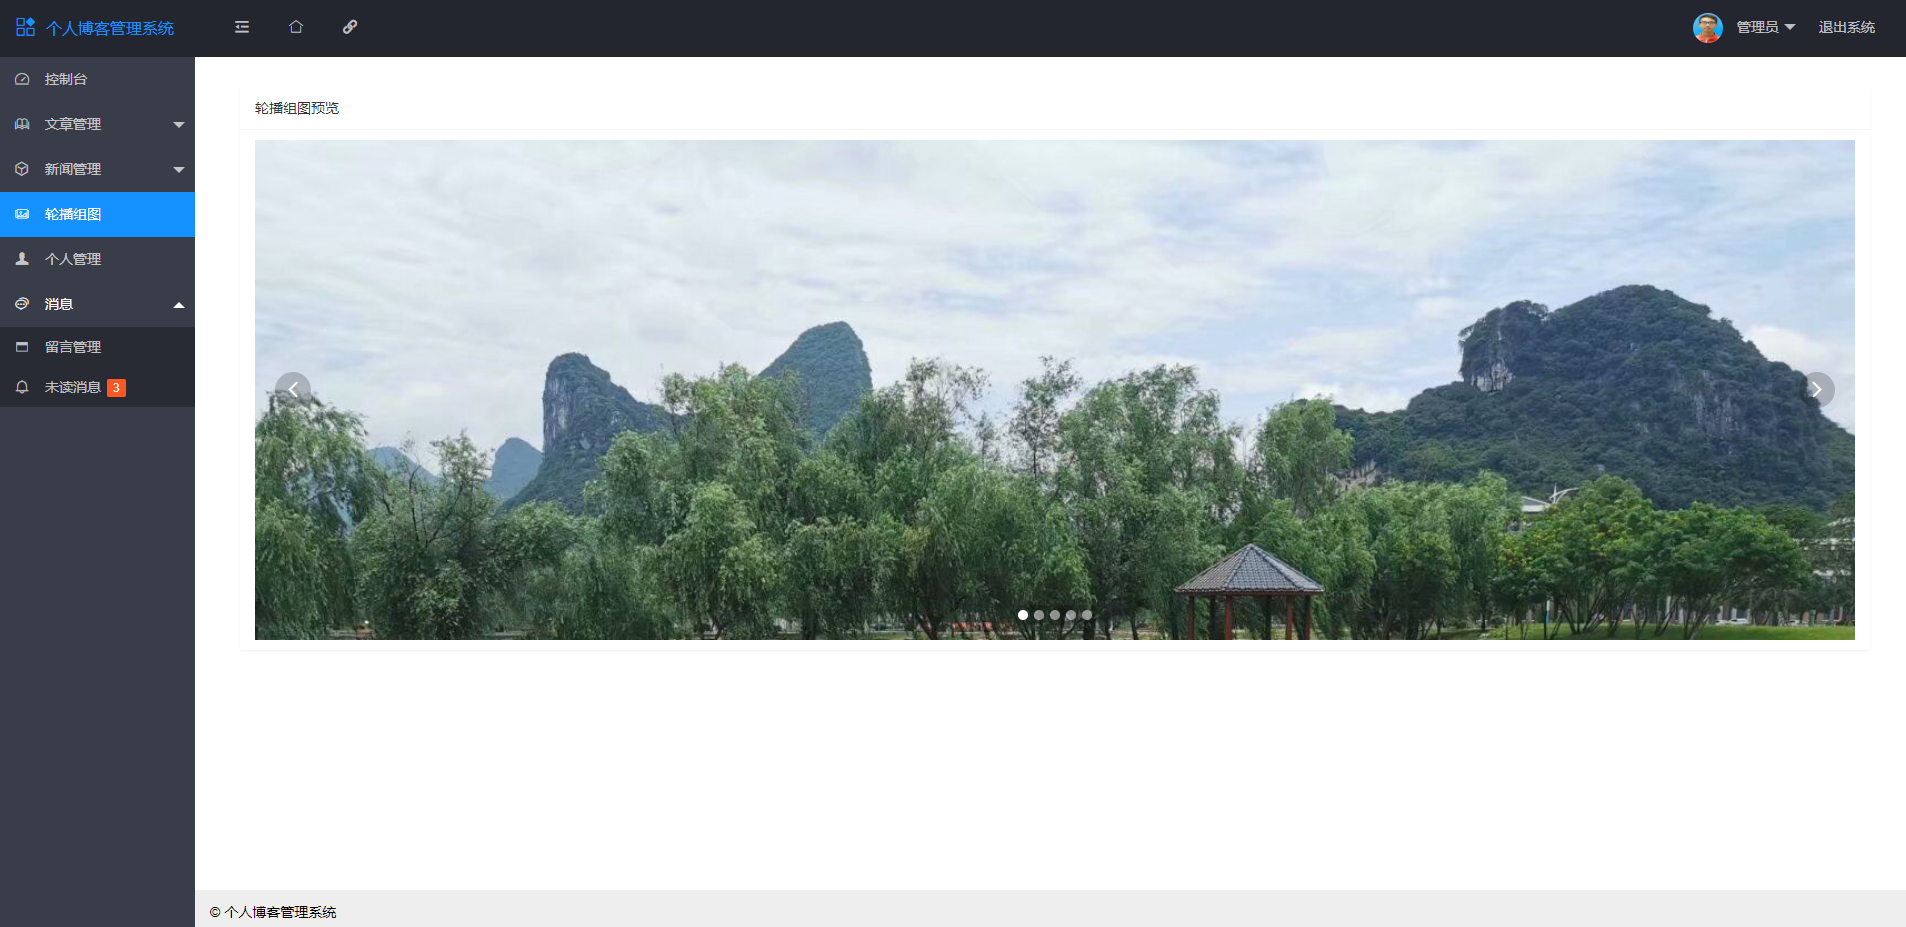 个人博客管理系统
管理员
退出系统
控制台
文章管理
新闻管理
轮播组图
个人管理
消息
留言管理
未读消息 3
轮播组图预览
© 个人博客管理系统